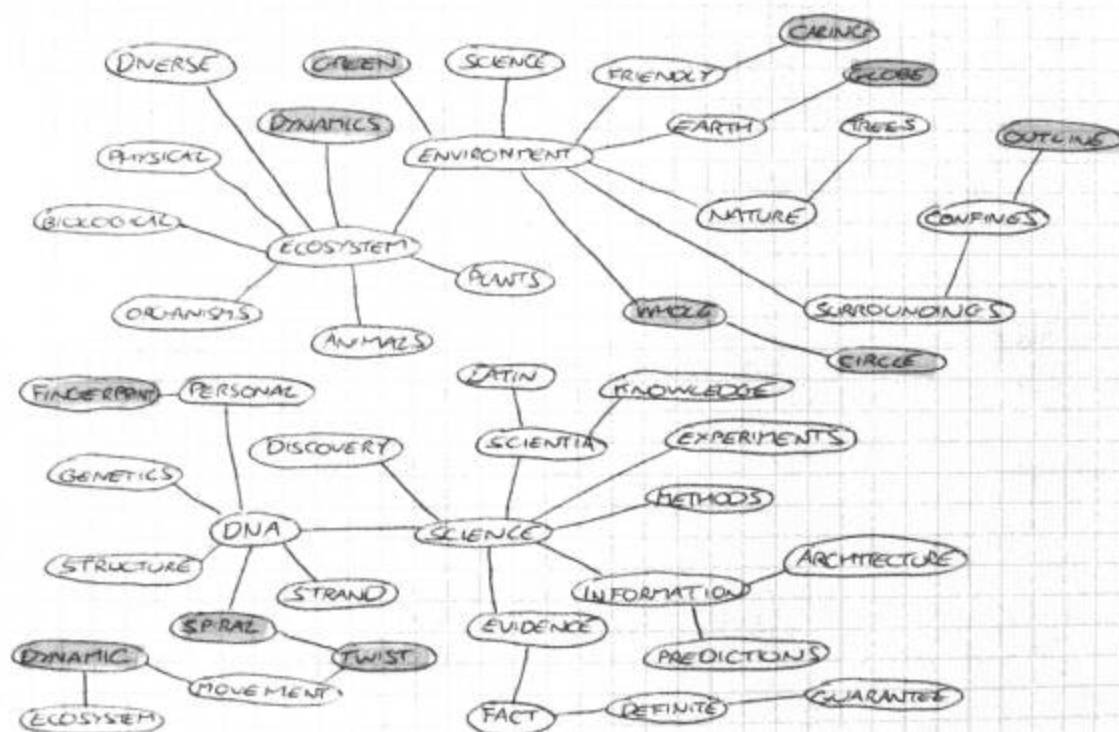 CARING
DIVERSE
GREEN
SCIENCE
FRIENDLY
GLOBE
DYNAMICS
EARTH
TREES
OUTLINE
PHYSICAL
ENVIRONMENT
BIOLOGICAL
NATURE
CONFINES
ECOSYSTEM
PLANTS
ORGANISMS
WHOLE
SURROUNDINGS
ANIMALS
CIRCLE
FINGERPRINT
PERSONAL
LATIN
KNOWLEDGE
DISCOVERY
SCIENTIA
EXPERIMENTS
GENETICS
METHODS
DNA
SCIENCE
STRUCTURE
STRAND
INFORMATION
ARCHITECTURE
SPIRAL
EVIDENCE
DYNAMIC
TWIST
PREDICTIONS
MOVEMENT
ECOSYSTEM
FACT
DEFINITE
GUARANTEE